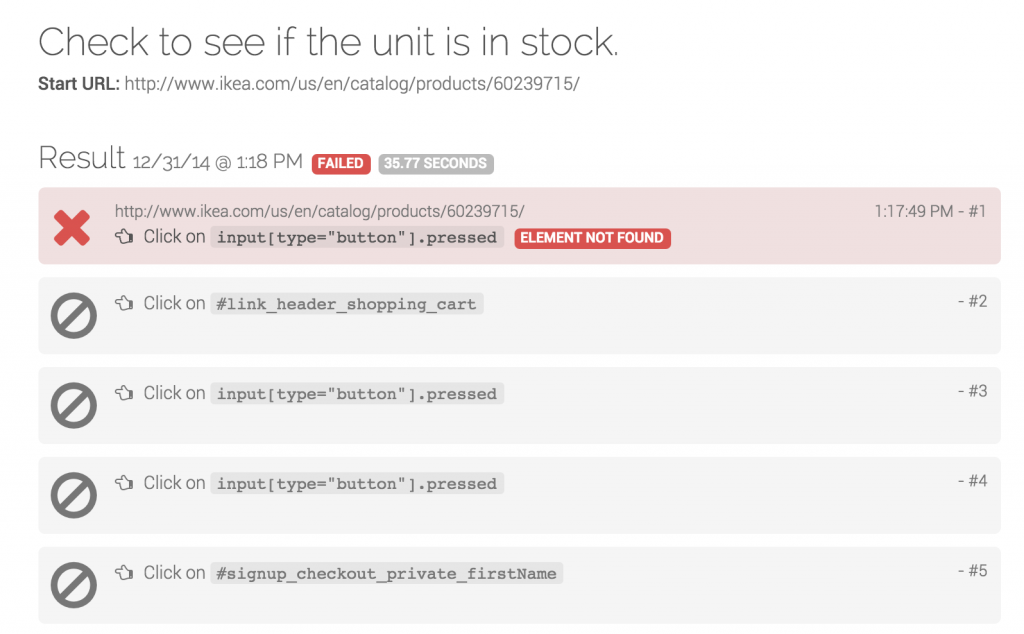 Check to see if the unit is in stock.
Start URL: http://www.ikea.com/us/en/catalog/products/60239715/
Result 12/31/14 @ 1:18 PM FAILED 35.77 SECONDS
http://www.ikea.com/us/en/catalog/products/60239715/ 1:17:49 PM - #1
Click on input[type="button"].pressed ELEMENT NOT FOUND
Click on #link_header_shopping_cart - #2
Click on input[type="button"].pressed - #3
Click on input[type="button"].pressed - #4
Click on #signup_checkout_private_firstName - #5